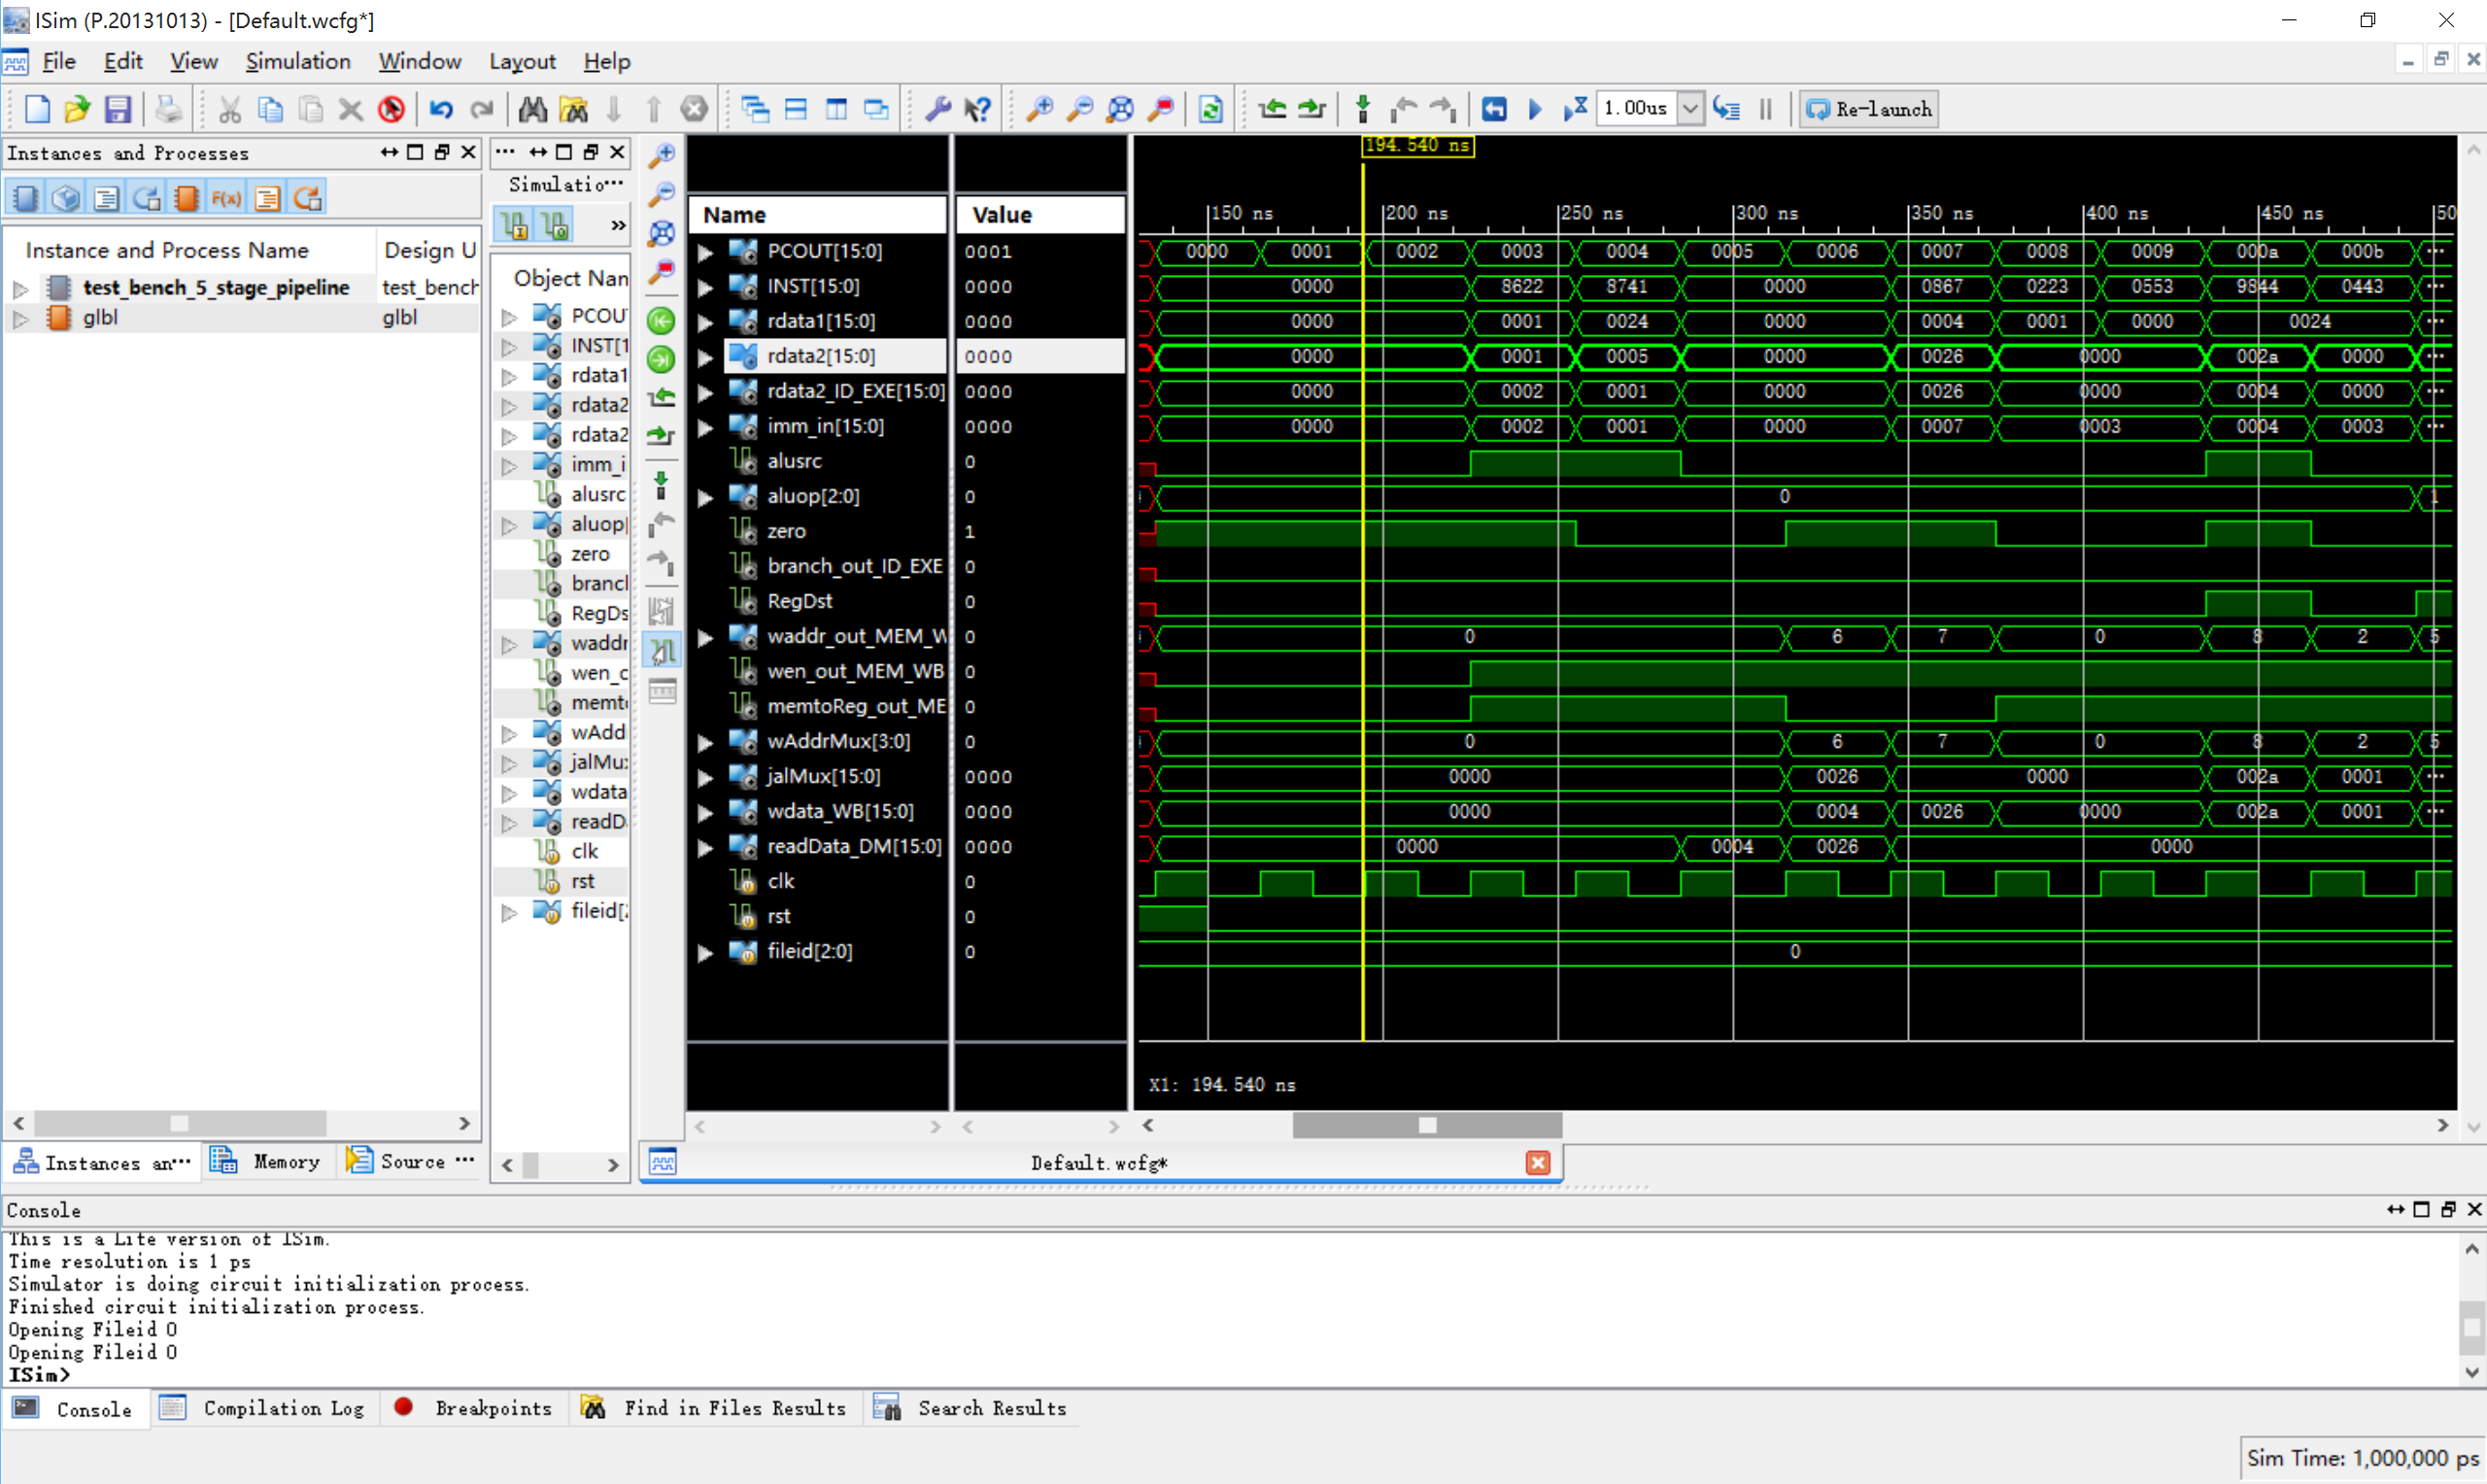 ISim (P.20131013) - [Default.wcfg*]
File Edit View Simulation Window Layout Help
1.00us Re-launch
Instances and Processes
Simulatio···
Instance and Process Name Design U
test_bench_5_stage_pipeline test_bench
glbl glbl
Object Nan
PCOU
INST[1
rdata1
rdata2
rdata2
imm_i
alusrc
aluop[
zero
branch
RegDs
waddr
wen_c
memt
wAdd
jalMu
wdata
readD
clk
rst
fileid[
Name Value
194.540 ns
150 ns 200 ns 250 ns 300 ns 350 ns 400 ns 450 ns 50
PCOUT[15:0] 0001 0000 0001 0002 0003 0004 0005 0006 0007 0008 0009 000a 000b ···
INST[15:0] 0000 0000 8622 8741 0000 0867 0223 0553 9844 0443 ···
rdata1[15:0] 0000 0000 0001 0024 0000 0004 0001 0000 0024 ···
rdata2[15:0] 0000 0000 0001 0005 0000 0026 0000 002a 0000 ···
rdata2_ID_EXE[15:0] 0000 0000 0002 0001 0000 0026 0000 0004 0000 ···
imm_in[15:0] 0000 0000 0002 0001 0000 0007 0003 0004 0003 ···
alusrc 0
aluop[2:0] 0 0 1
zero 1
branch_out_ID_EXE 0
RegDst 0
waddr_out_MEM_W 0 0 6 7 0 8 2 5
wen_out_MEM_WB 0
memtoReg_out_ME 0
wAddrMux[3:0] 0 0 6 7 0 8 2 5
jalMux[15:0] 0000 0000 0026 0000 002a 0001 ···
wdata_WB[15:0] 0000 0000 0004 0026 0000 002a 0001 ···
readData_DM[15:0] 0000 0000 0004 0026 0000
clk 0
rst 0
fileid[2:0] 0 0
X1: 194.540 ns
Instances an··· Memory Source ···
Default.wcfg*
Console
This is a Lite version of ISim.
Time resolution is 1 ps
Simulator is doing circuit initialization process.
Finished circuit initialization process.
Opening Fileid 0
Opening Fileid 0
ISim>
Console Compilation Log Breakpoints Find in Files Results Search Results
Sim Time: 1,000,000 ps